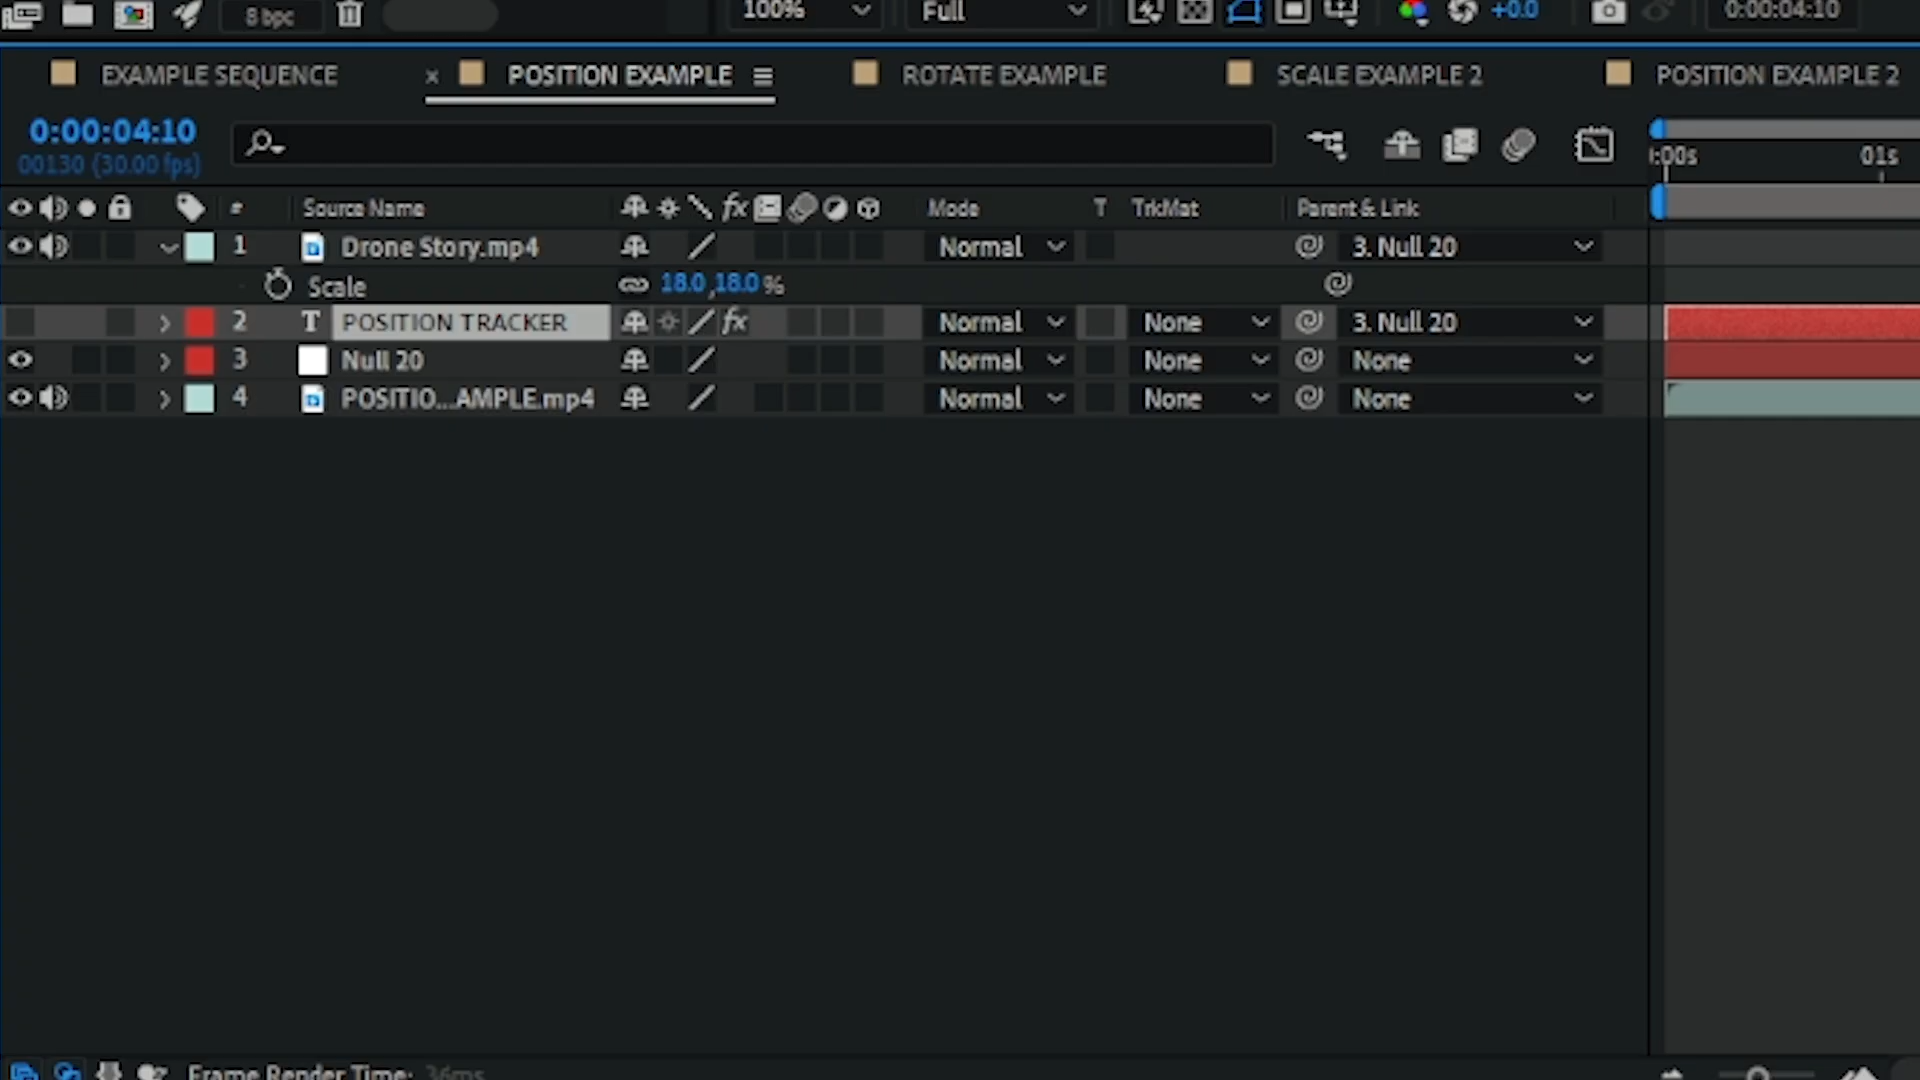 8 bpc 100% Full +0.0 0:00:04:10
EXAMPLE SEQUENCE × POSITION EXAMPLE ROTATE EXAMPLE SCALE EXAMPLE 2 POSITION EXAMPLE 2
0:00:04:10
00130 (30.00 fps) :00s 01s
# Source Name fx Mode T TrkMat Parent & Link
1 Drone Story.mp4 Normal 3. Null 20
Scale 18.0,18.0%
2 T POSITION TRACKER fx Normal None 3. Null 20
3 Null 20 Normal None None
4 POSITIO...AMPLE.mp4 Normal None None
Frame Render Time: 36ms